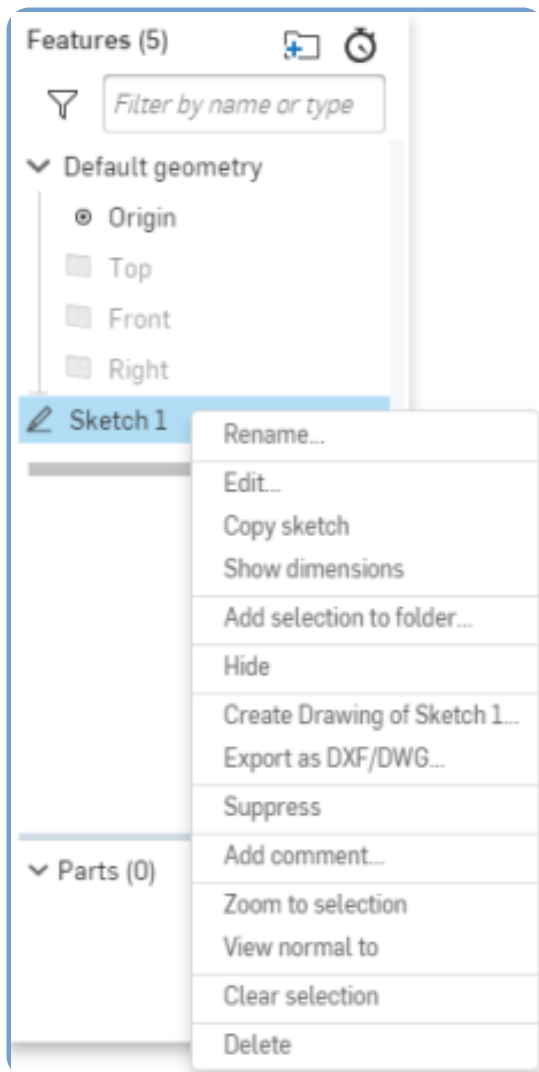 Features (5)
Filter by name or type
Default geometry
Origin
Top
Front
Right
Sketch 1
Rename...
Edit...
Copy sketch
Show dimensions
Add selection to folder...
Hide
Create Drawing of Sketch 1...
Export as DXF/DWG...
Suppress
Add comment...
Zoom to selection
View normal to
Clear selection
Delete
Parts (0)